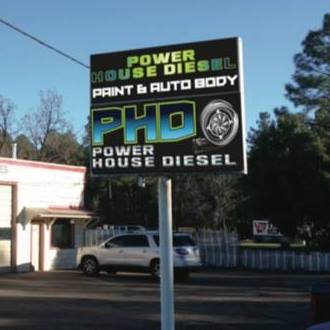 POWER
HOUSE DIESEL
PAINT & AUTO BODY
PHD
POWER
HOUSE DIESEL